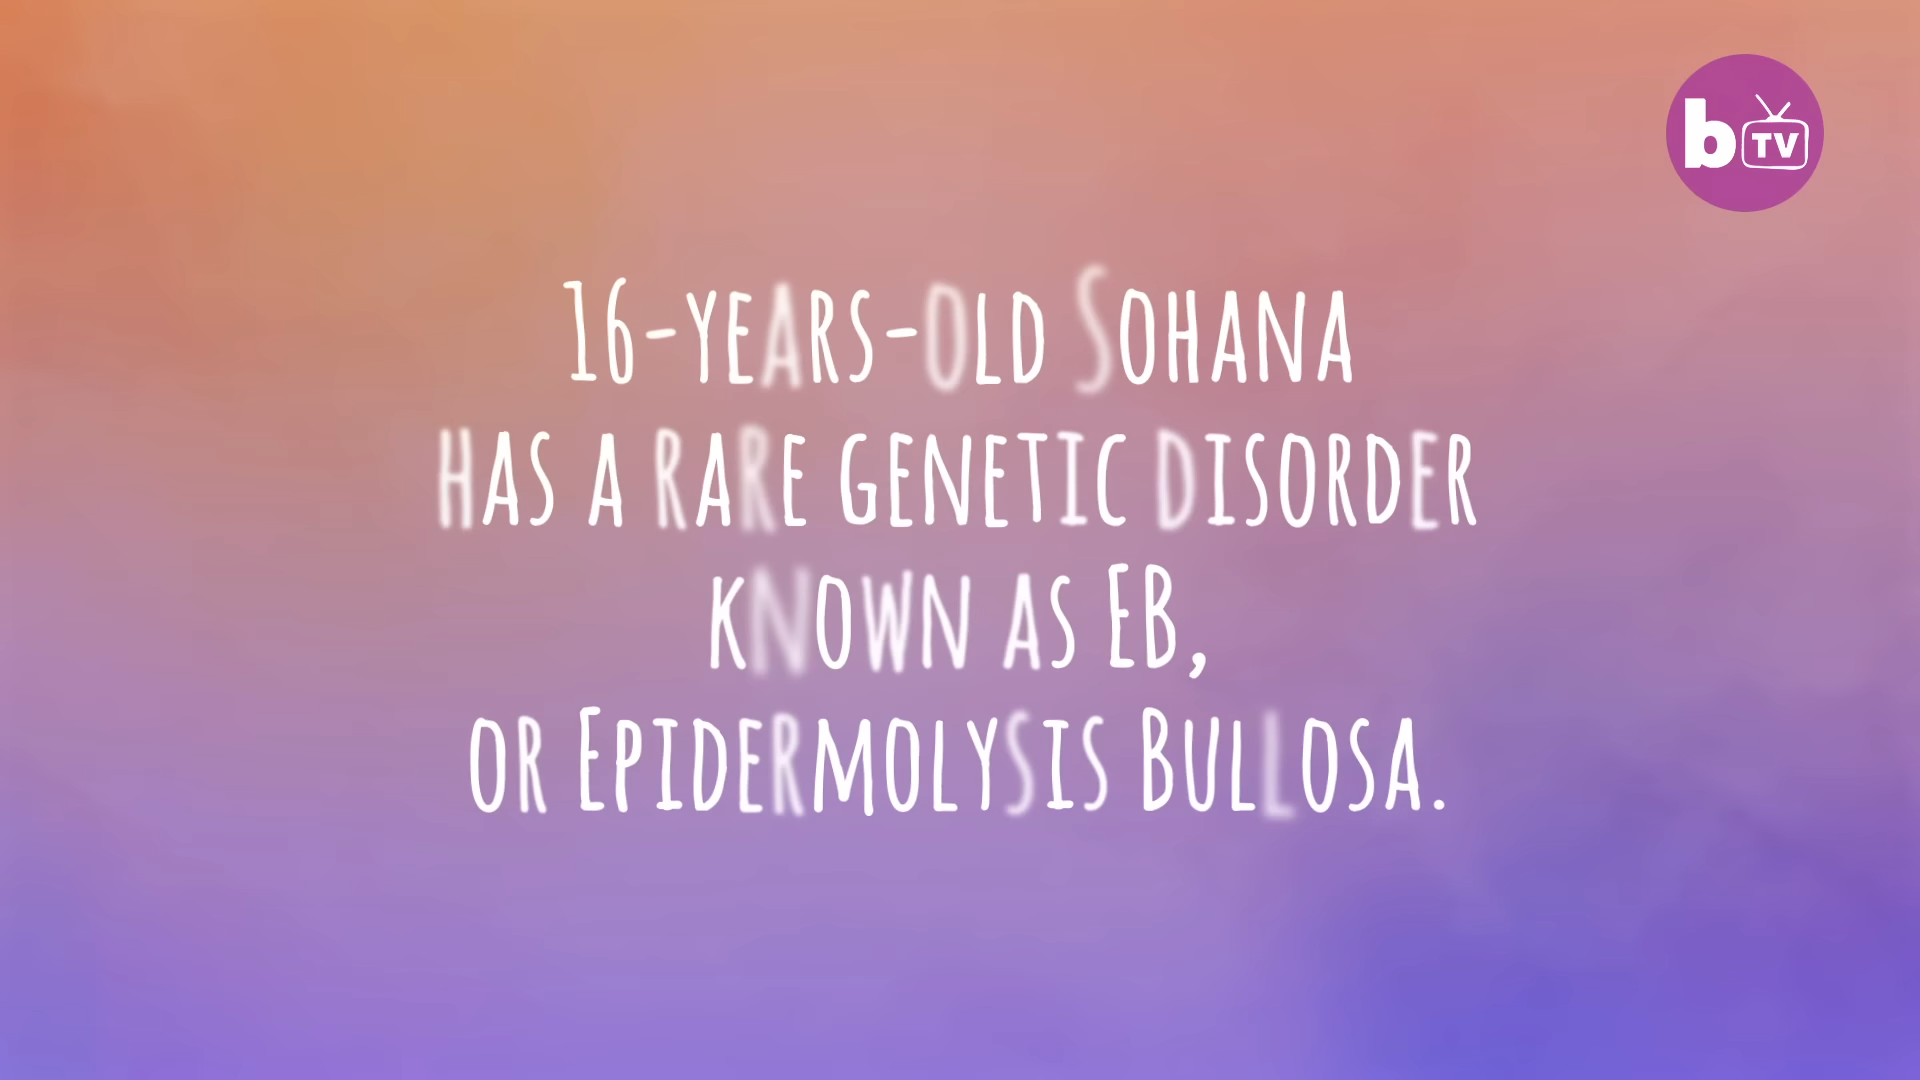 b TV
16-years-old Sohana
has a rare genetic disorder
known as EB,
or Epidermolysis Bullosa.